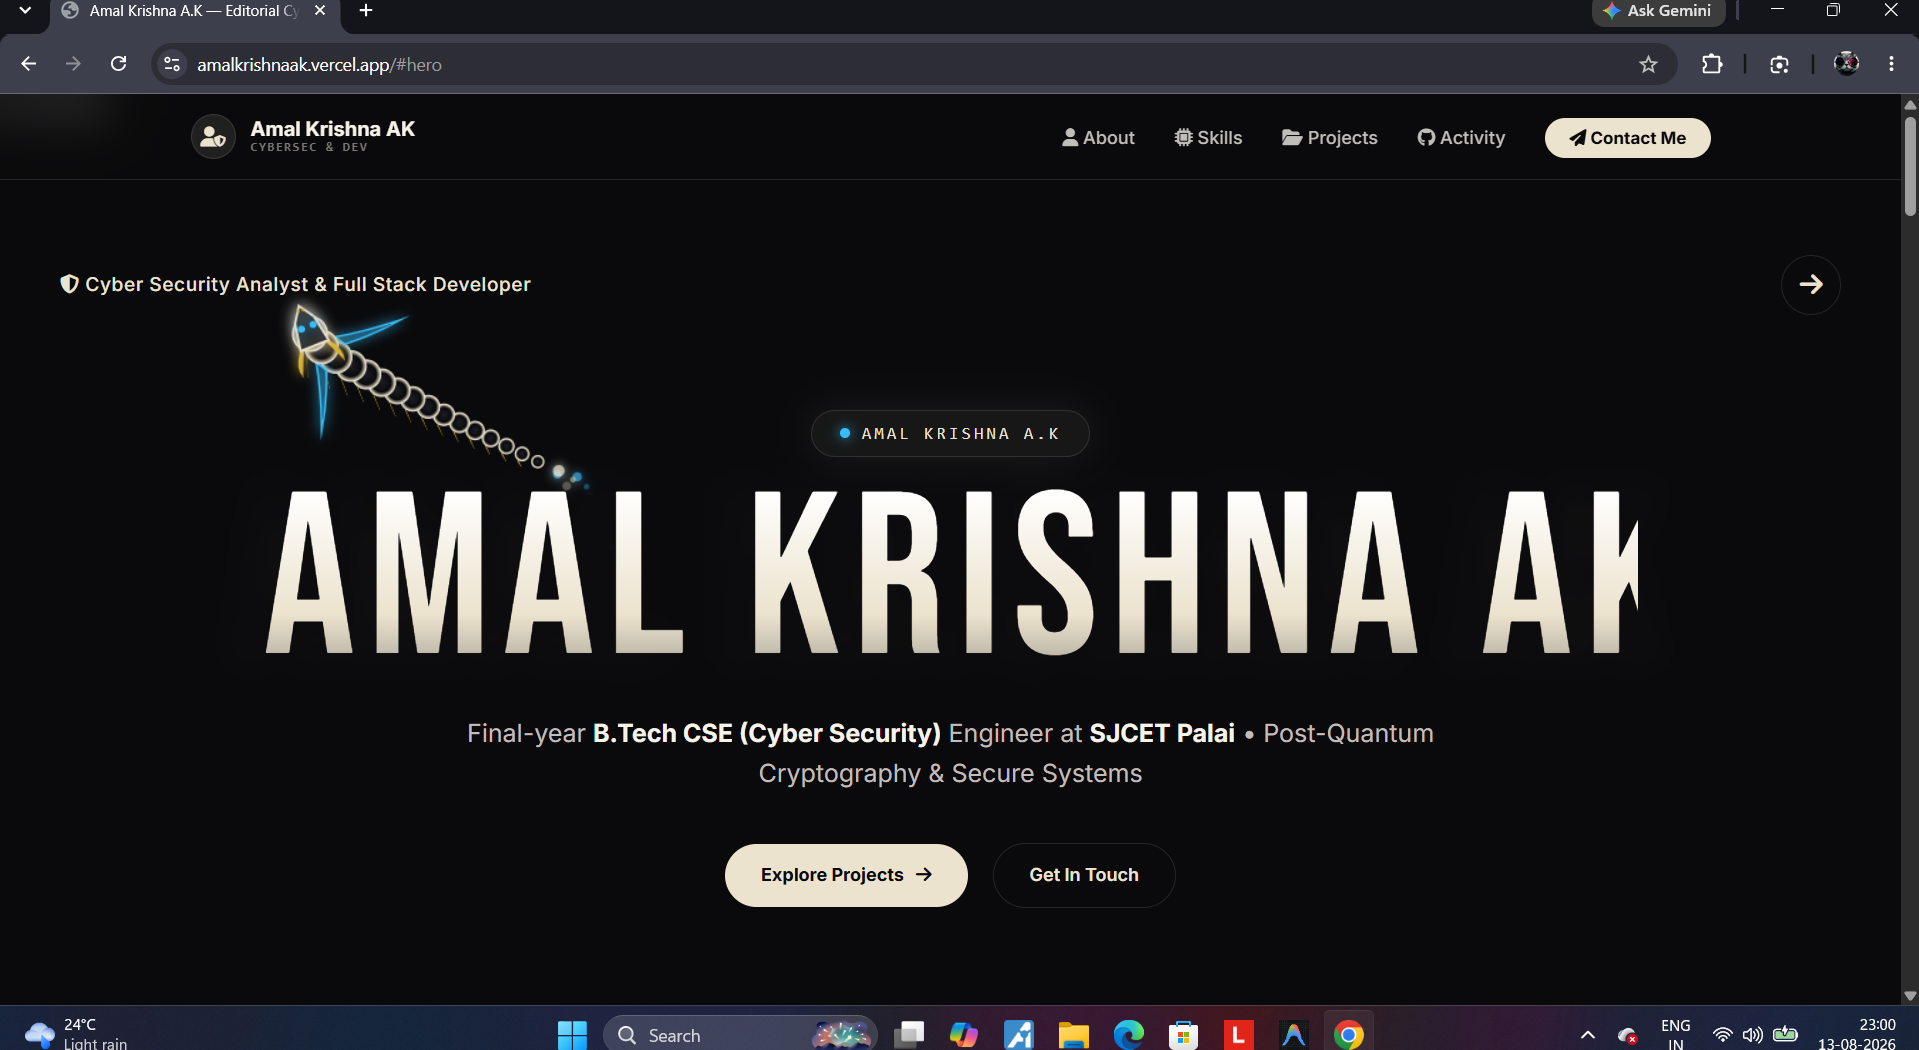 Amal Krishna A.K — Editorial Cy
Ask Gemini
amalkrishnaak.vercel.app/#hero
Amal Krishna AK
CYBERSEC & DEV
About
Skills
Projects
Activity
Contact Me
Cyber Security Analyst & Full Stack Developer
AMAL KRISHNA A.K
AMAL KRISHNA AK
Final-year B.Tech CSE (Cyber Security) Engineer at SJCET Palai • Post-Quantum
Cryptography & Secure Systems
Explore Projects
Get In Touch
24°C
Light rain
Search
L
ENG
IN
23:00
13-08-2026